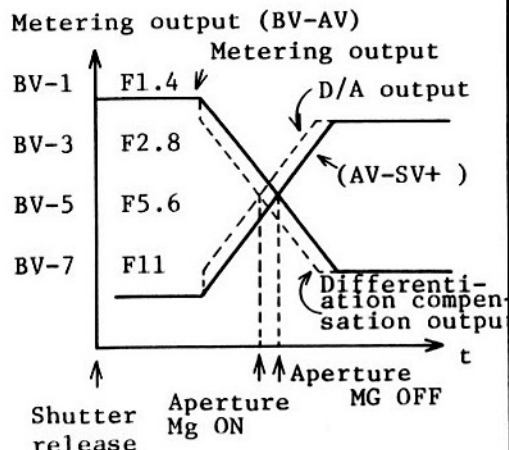 Metering output (BV-AV)
Metering output
BV-1 F1.4
D/A output
BV-3 F2.8
(AV-SV+ )
BV-5 F5.6
BV-7 F11
Differenti-
ation compen-
sation output
t
Aperture
MG OFF
Aperture
Mg ON
Shutter
release